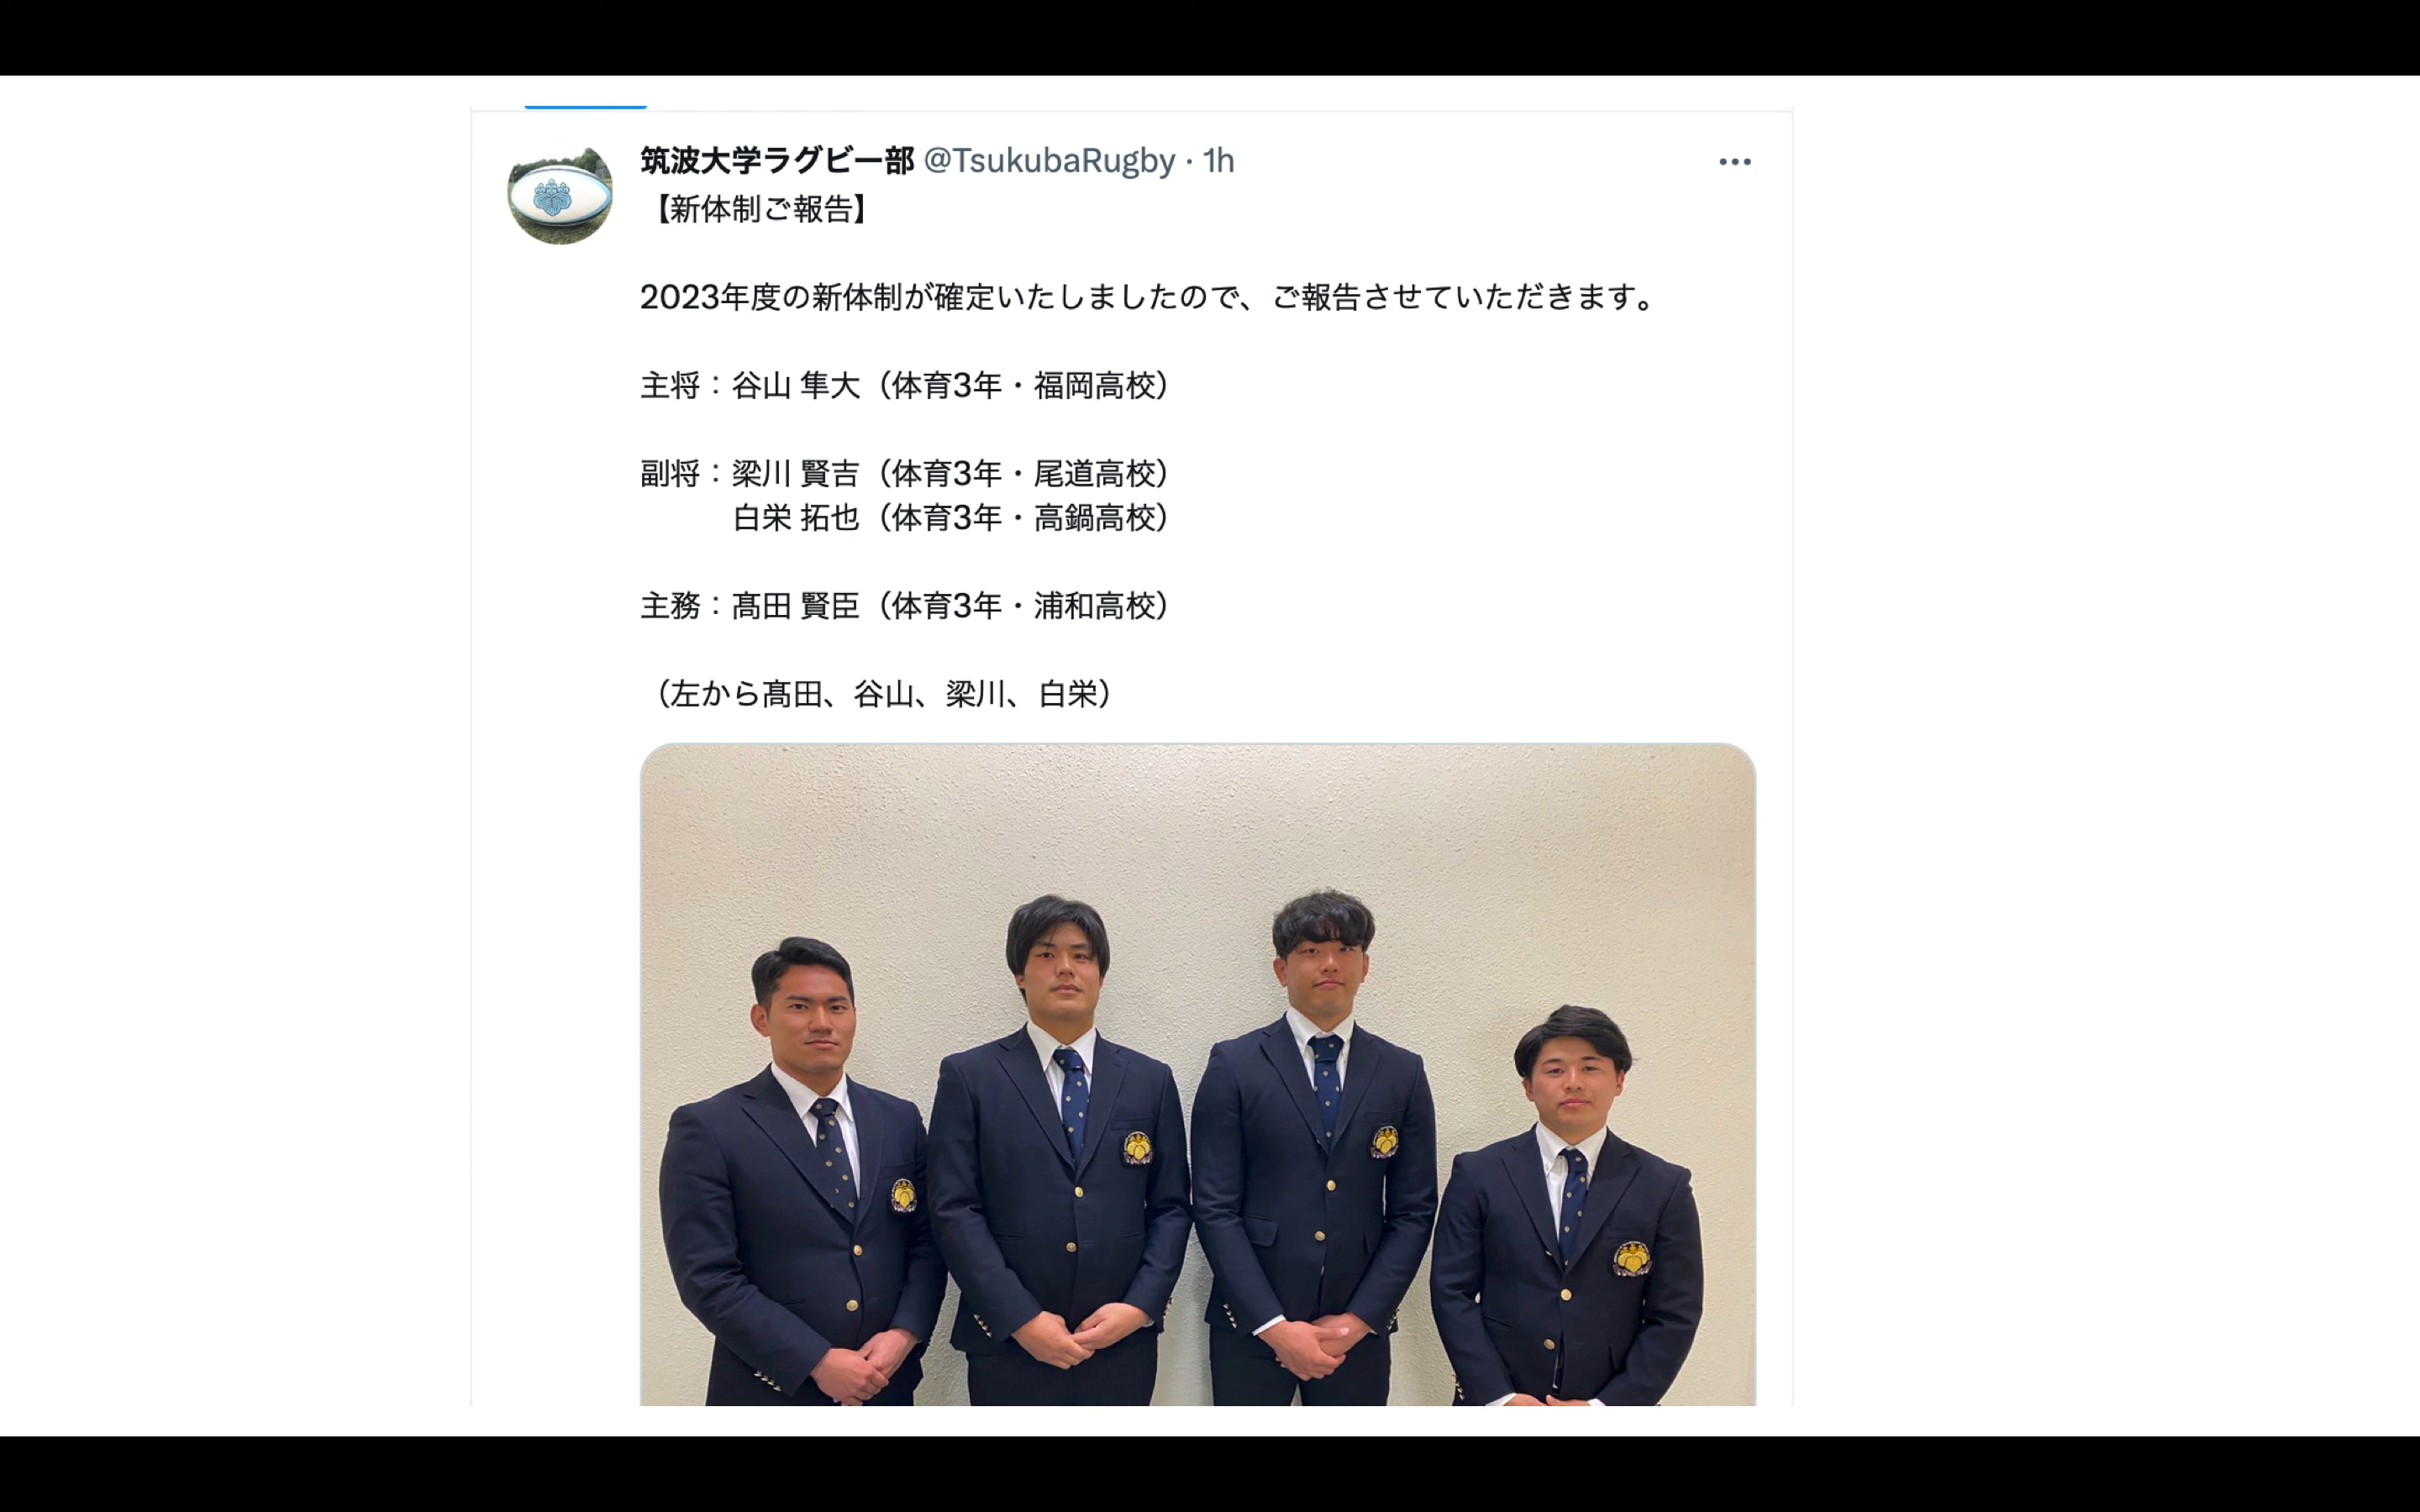 筑波大学ラグビー部 @TsukubaRugby · 1h
【新体制ご報告】
2023年度の新体制が確定いたしましたので、ご報告させていただきます。
主将：谷山 隼大（体育3年・福岡高校）
副将：梁川 賢吉（体育3年・尾道高校）
白栄 拓也（体育3年・高鍋高校）
主務：髙田 賢臣（体育3年・浦和高校）
（左から髙田、谷山、梁川、白栄）